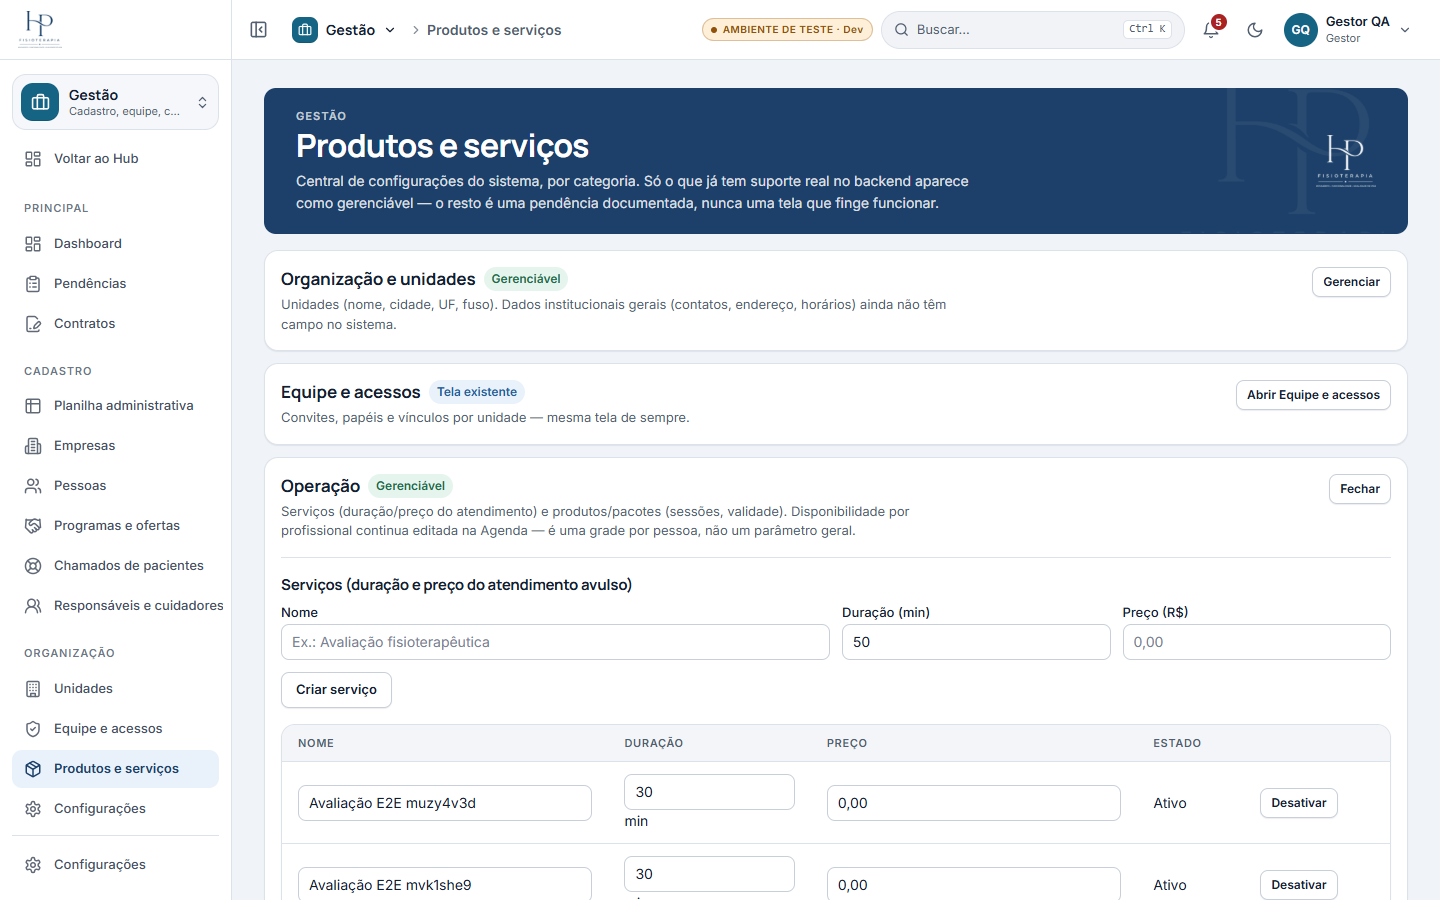 HP
FISIOTERAPIA
Gestão
Cadastro, equipe, c...
Voltar ao Hub
PRINCIPAL
Dashboard
Pendências
Contratos
CADASTRO
Planilha administrativa
Empresas
Pessoas
Programas e ofertas
Chamados de pacientes
Responsáveis e cuidadores
ORGANIZAÇÃO
Unidades
Equipe e acessos
Produtos e serviços
Configurações
Configurações
Gestão
Produtos e serviços
AMBIENTE DE TESTE · Dev
Buscar...
Ctrl K
5
GQ
Gestor QA
Gestor
GESTÃO
Produtos e serviços
Central de configurações do sistema, por categoria. Só o que já tem suporte real no backend aparece
como gerenciável — o resto é uma pendência documentada, nunca uma tela que finge funcionar.
HP
FISIOTERAPIA
Organização e unidades
Gerenciável
Unidades (nome, cidade, UF, fuso). Dados institucionais gerais (contatos, endereço, horários) ainda não têm
campo no sistema.
Gerenciar
Equipe e acessos
Tela existente
Convites, papéis e vínculos por unidade — mesma tela de sempre.
Abrir Equipe e acessos
Operação
Gerenciável
Serviços (duração/preço do atendimento) e produtos/pacotes (sessões, validade). Disponibilidade por
profissional continua editada na Agenda — é uma grade por pessoa, não um parâmetro geral.
Fechar
Serviços (duração e preço do atendimento avulso)
Nome
Duração (min)
Preço (R$)
Ex.: Avaliação fisioterapêutica
50
0,00
Criar serviço
NOME
DURAÇÃO
PREÇO
ESTADO
Avaliação E2E muzy4v3d
30
min
0,00
Ativo
Desativar
Avaliação E2E mvk1she9
30
0,00
Ativo
Desativar